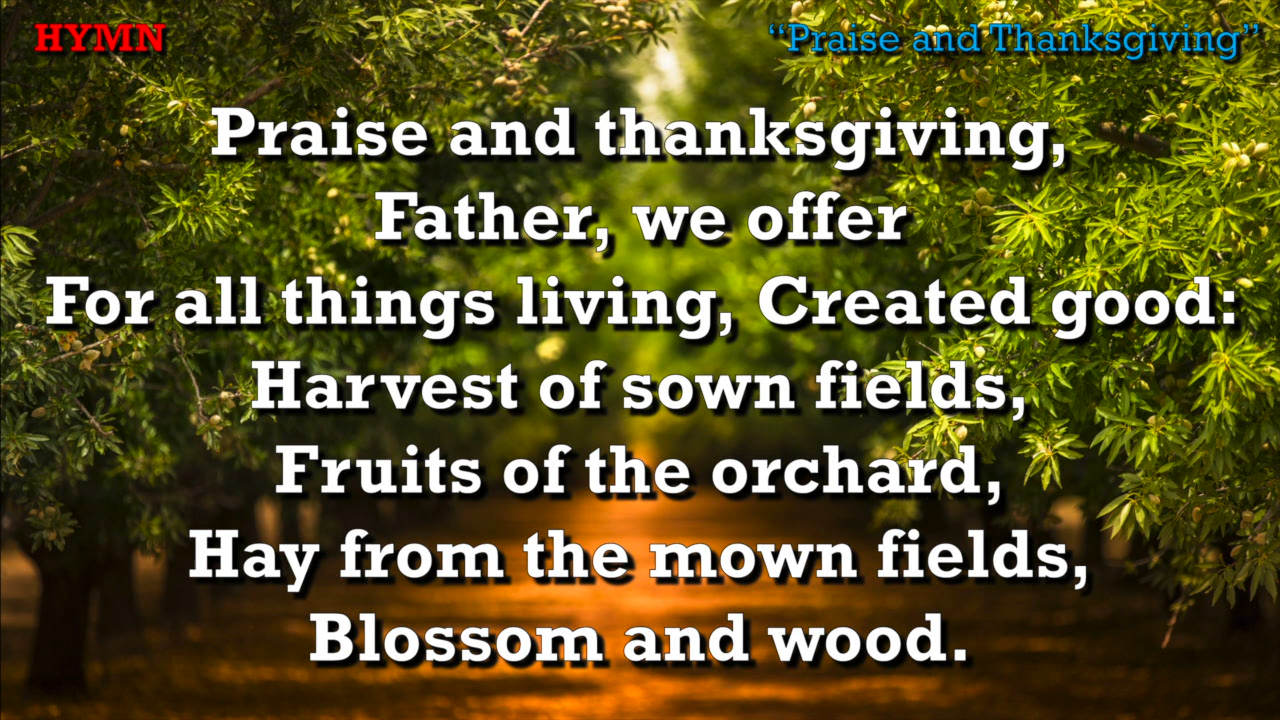 HYMN
“Praise and Thanksgiving”
Praise and thanksgiving,
Father, we offer
For all things living, Created good:
Harvest of sown fields,
Fruits of the orchard,
Hay from the mown fields,
Blossom and wood.